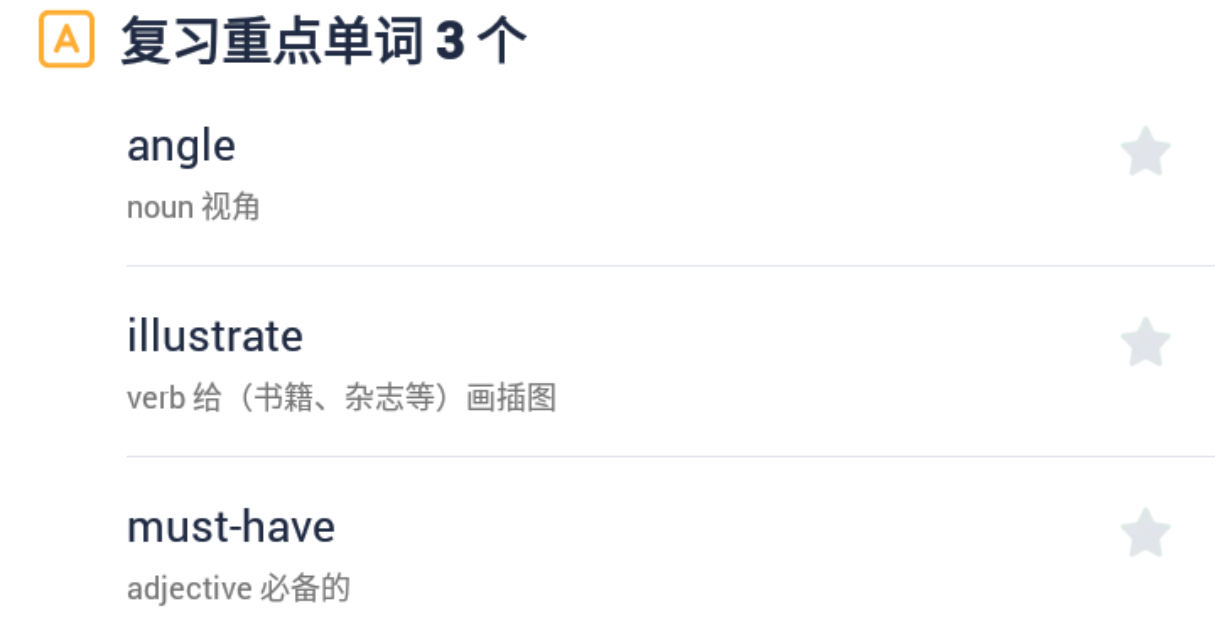 A 复习重点单词 3 个
angle
noun 视角
illustrate
verb 给（书籍、杂志等）画插图
must-have
adjective 必备的